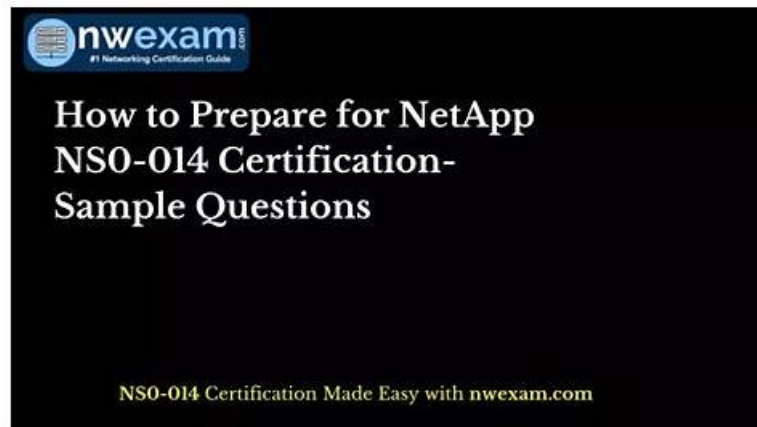 nwexam.com
#1 Networking Certification Guide
How to Prepare for NetApp
NS0-014 Certification-
Sample Questions
NS0-014 Certification Made Easy with nwexam.com